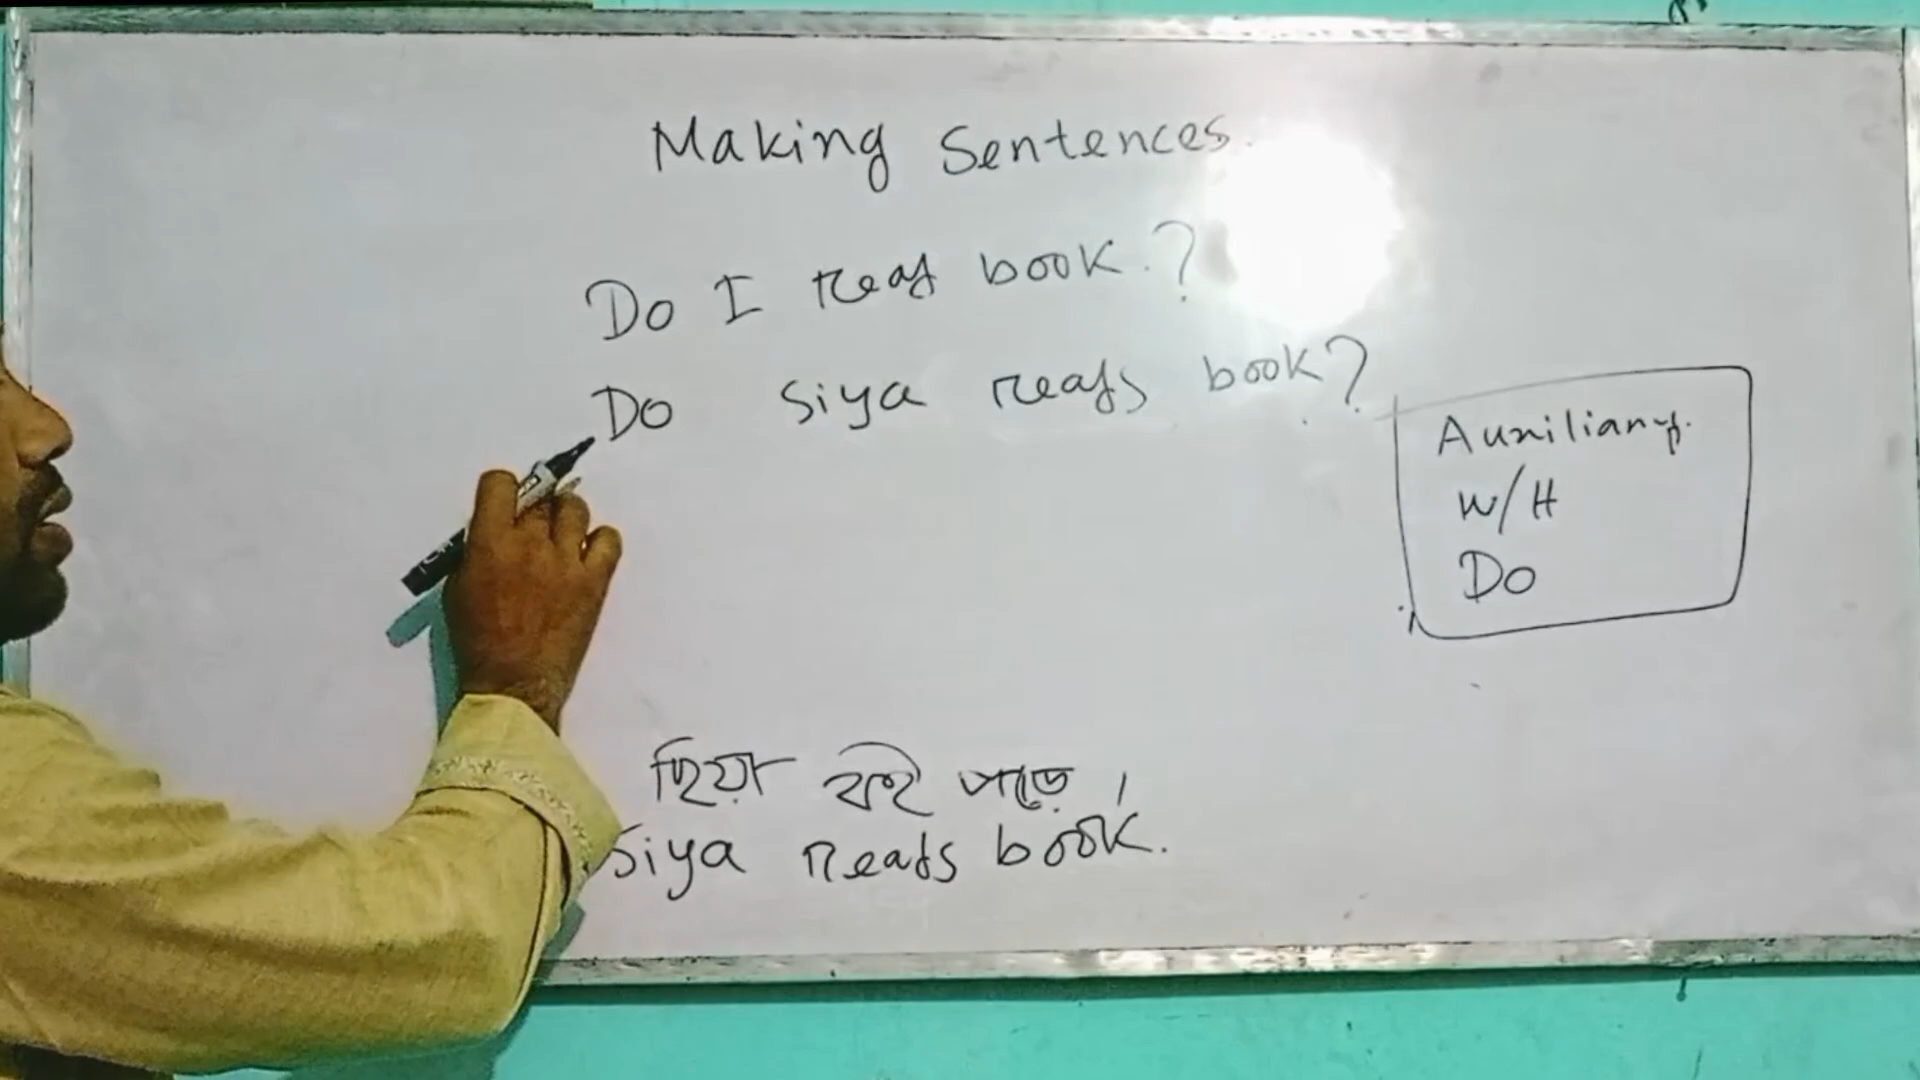 Making Sentences.
Do I read book.?
Do Siya reads book?
Auxiliary.
W/H
Do
ছিয়া বই পড়ে।
Siya Reads book.